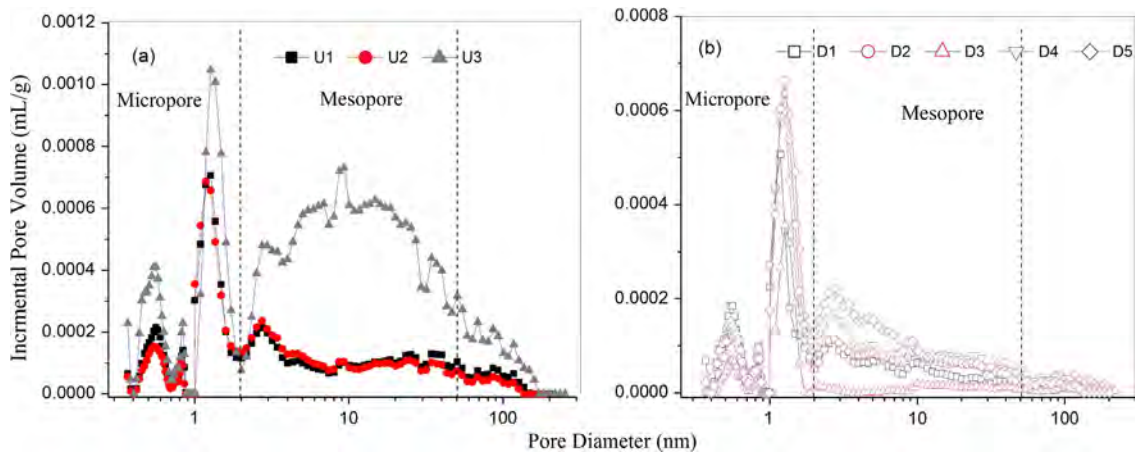 Incrmental Pore Volume (mL/g)
0.0012
0.0010
0.0008
0.0006
0.0004
0.0002
0.0000
(a)
U1 U2 U3
Micropore
Mesopore
1 10 100
0.0008
0.0006
0.0004
0.0002
0.0000
(b)
D1 D2 D3 D4 D5
Micropore
Mesopore
1 10 100
Pore Diameter (nm)